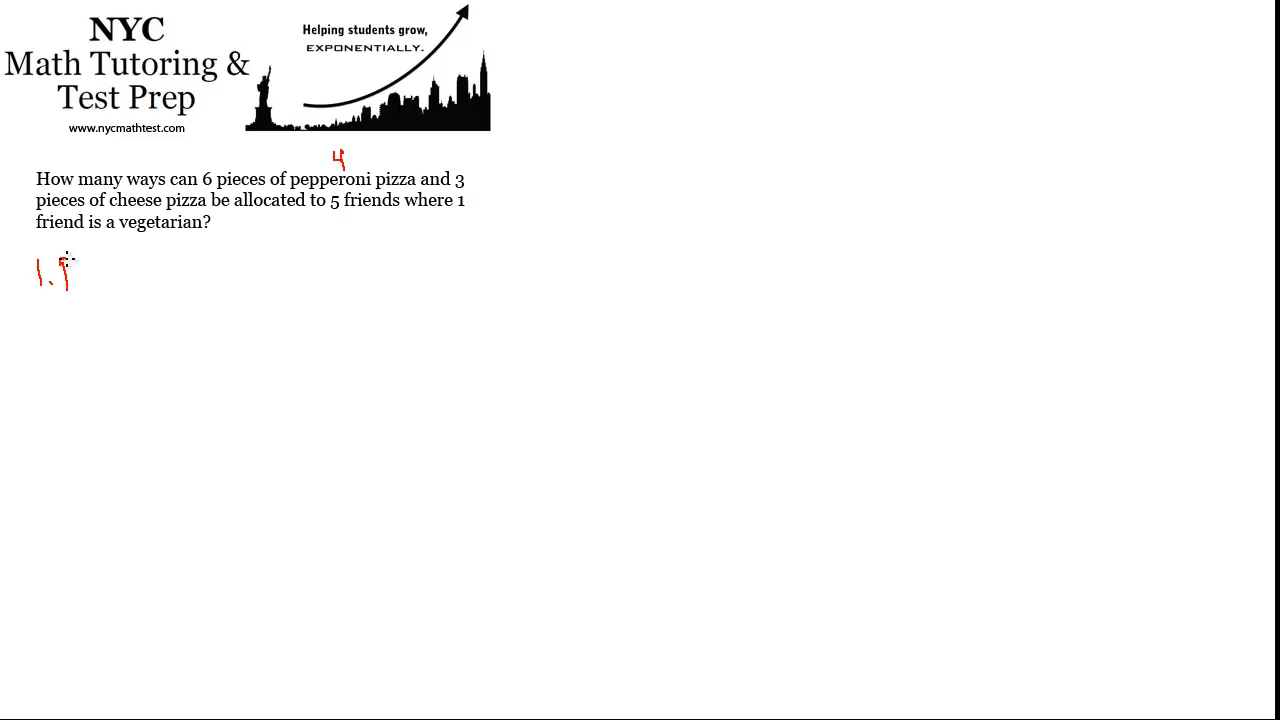 NYC
Math Tutoring &
Test Prep
www.nycmathtest.com
Helping students grow,
EXPONENTIALLY.
4
How many ways can 6 pieces of pepperoni pizza and 3
pieces of cheese pizza be allocated to 5 friends where 1
friend is a vegetarian?
1.